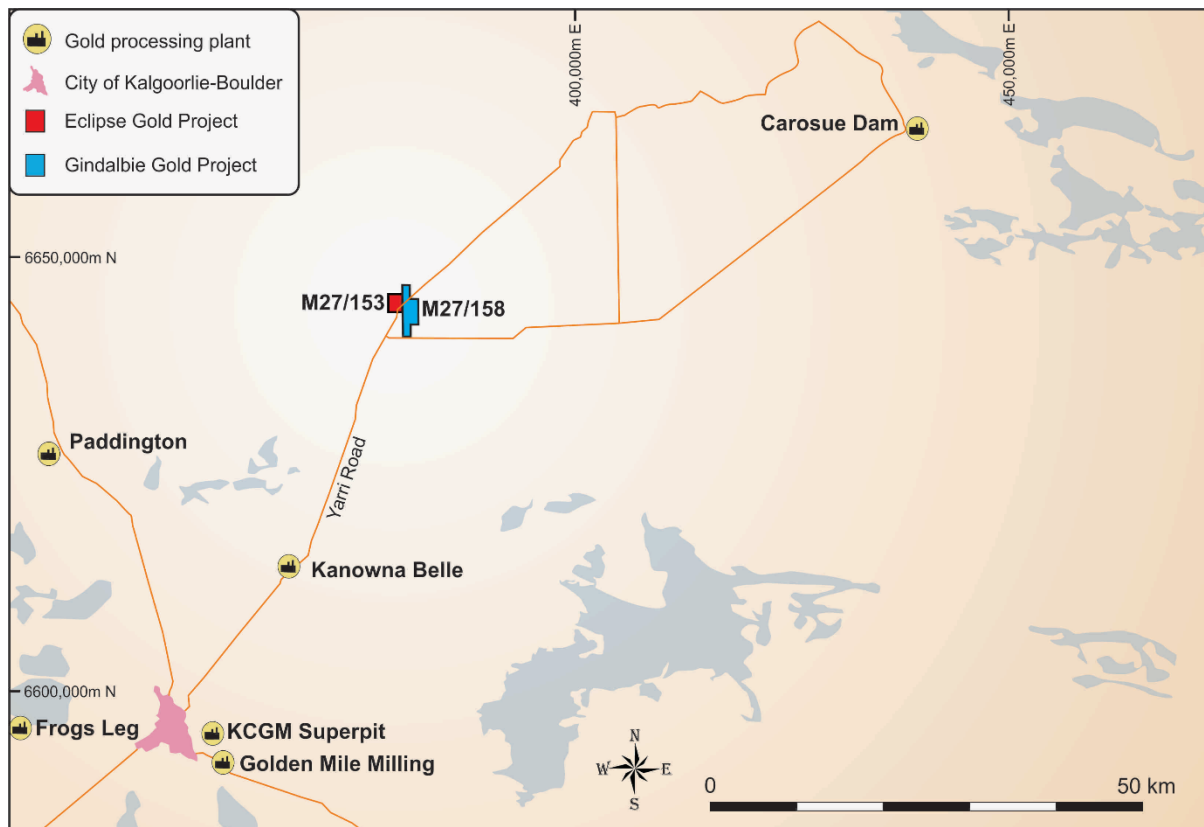 Gold processing plant
City of Kalgoorlie-Boulder
Eclipse Gold Project
Gindalbie Gold Project
400,000m E
450,000m E
Carosue Dam
6650,000m N
M27/153
M27/158
Paddington
Yarri Road
Kanowna Belle
6600,000m N
Frogs Leg
KCGM Superpit
Golden Mile Milling
N
W
E
S
0
50 km